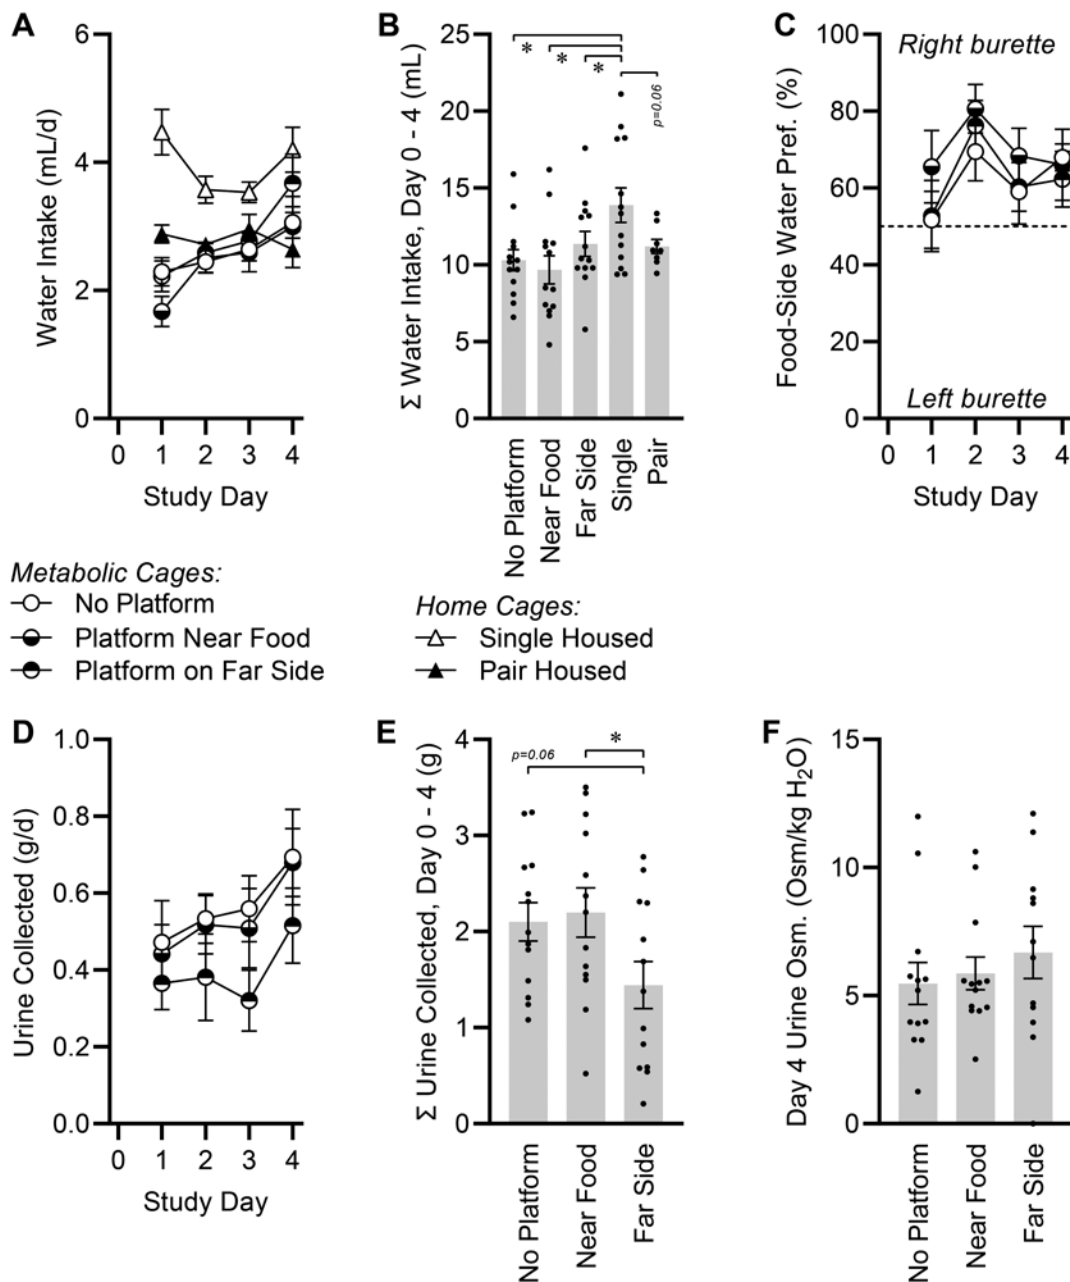 A
Water Intake (mL/d)
6
4
2
0
0 1 2 3 4
Study Day
B
Σ Water Intake, Day 0 - 4 (mL)
25
20
15
10
5
0
* * *
p=0.06
No Platform
Near Food
Far Side
Single
Pair
C
Food-Side Water Pref. (%)
100
80
60
40
20
0
Right burette
Left burette
0 1 2 3 4
Study Day
Metabolic Cages:
No Platform
Platform Near Food
Platform on Far Side
Home Cages:
Single Housed
Pair Housed
D
Urine Collected (g/d)
1.0
0.8
0.6
0.4
0.2
0.0
0 1 2 3 4
Study Day
E
Σ Urine Collected, Day 0 - 4 (g)
4
3
2
1
0
p=0.06
*
No Platform
Near Food
Far Side
F
Day 4 Urine Osm. (Osm/kg H₂O)
15
10
5
0
No Platform
Near Food
Far Side